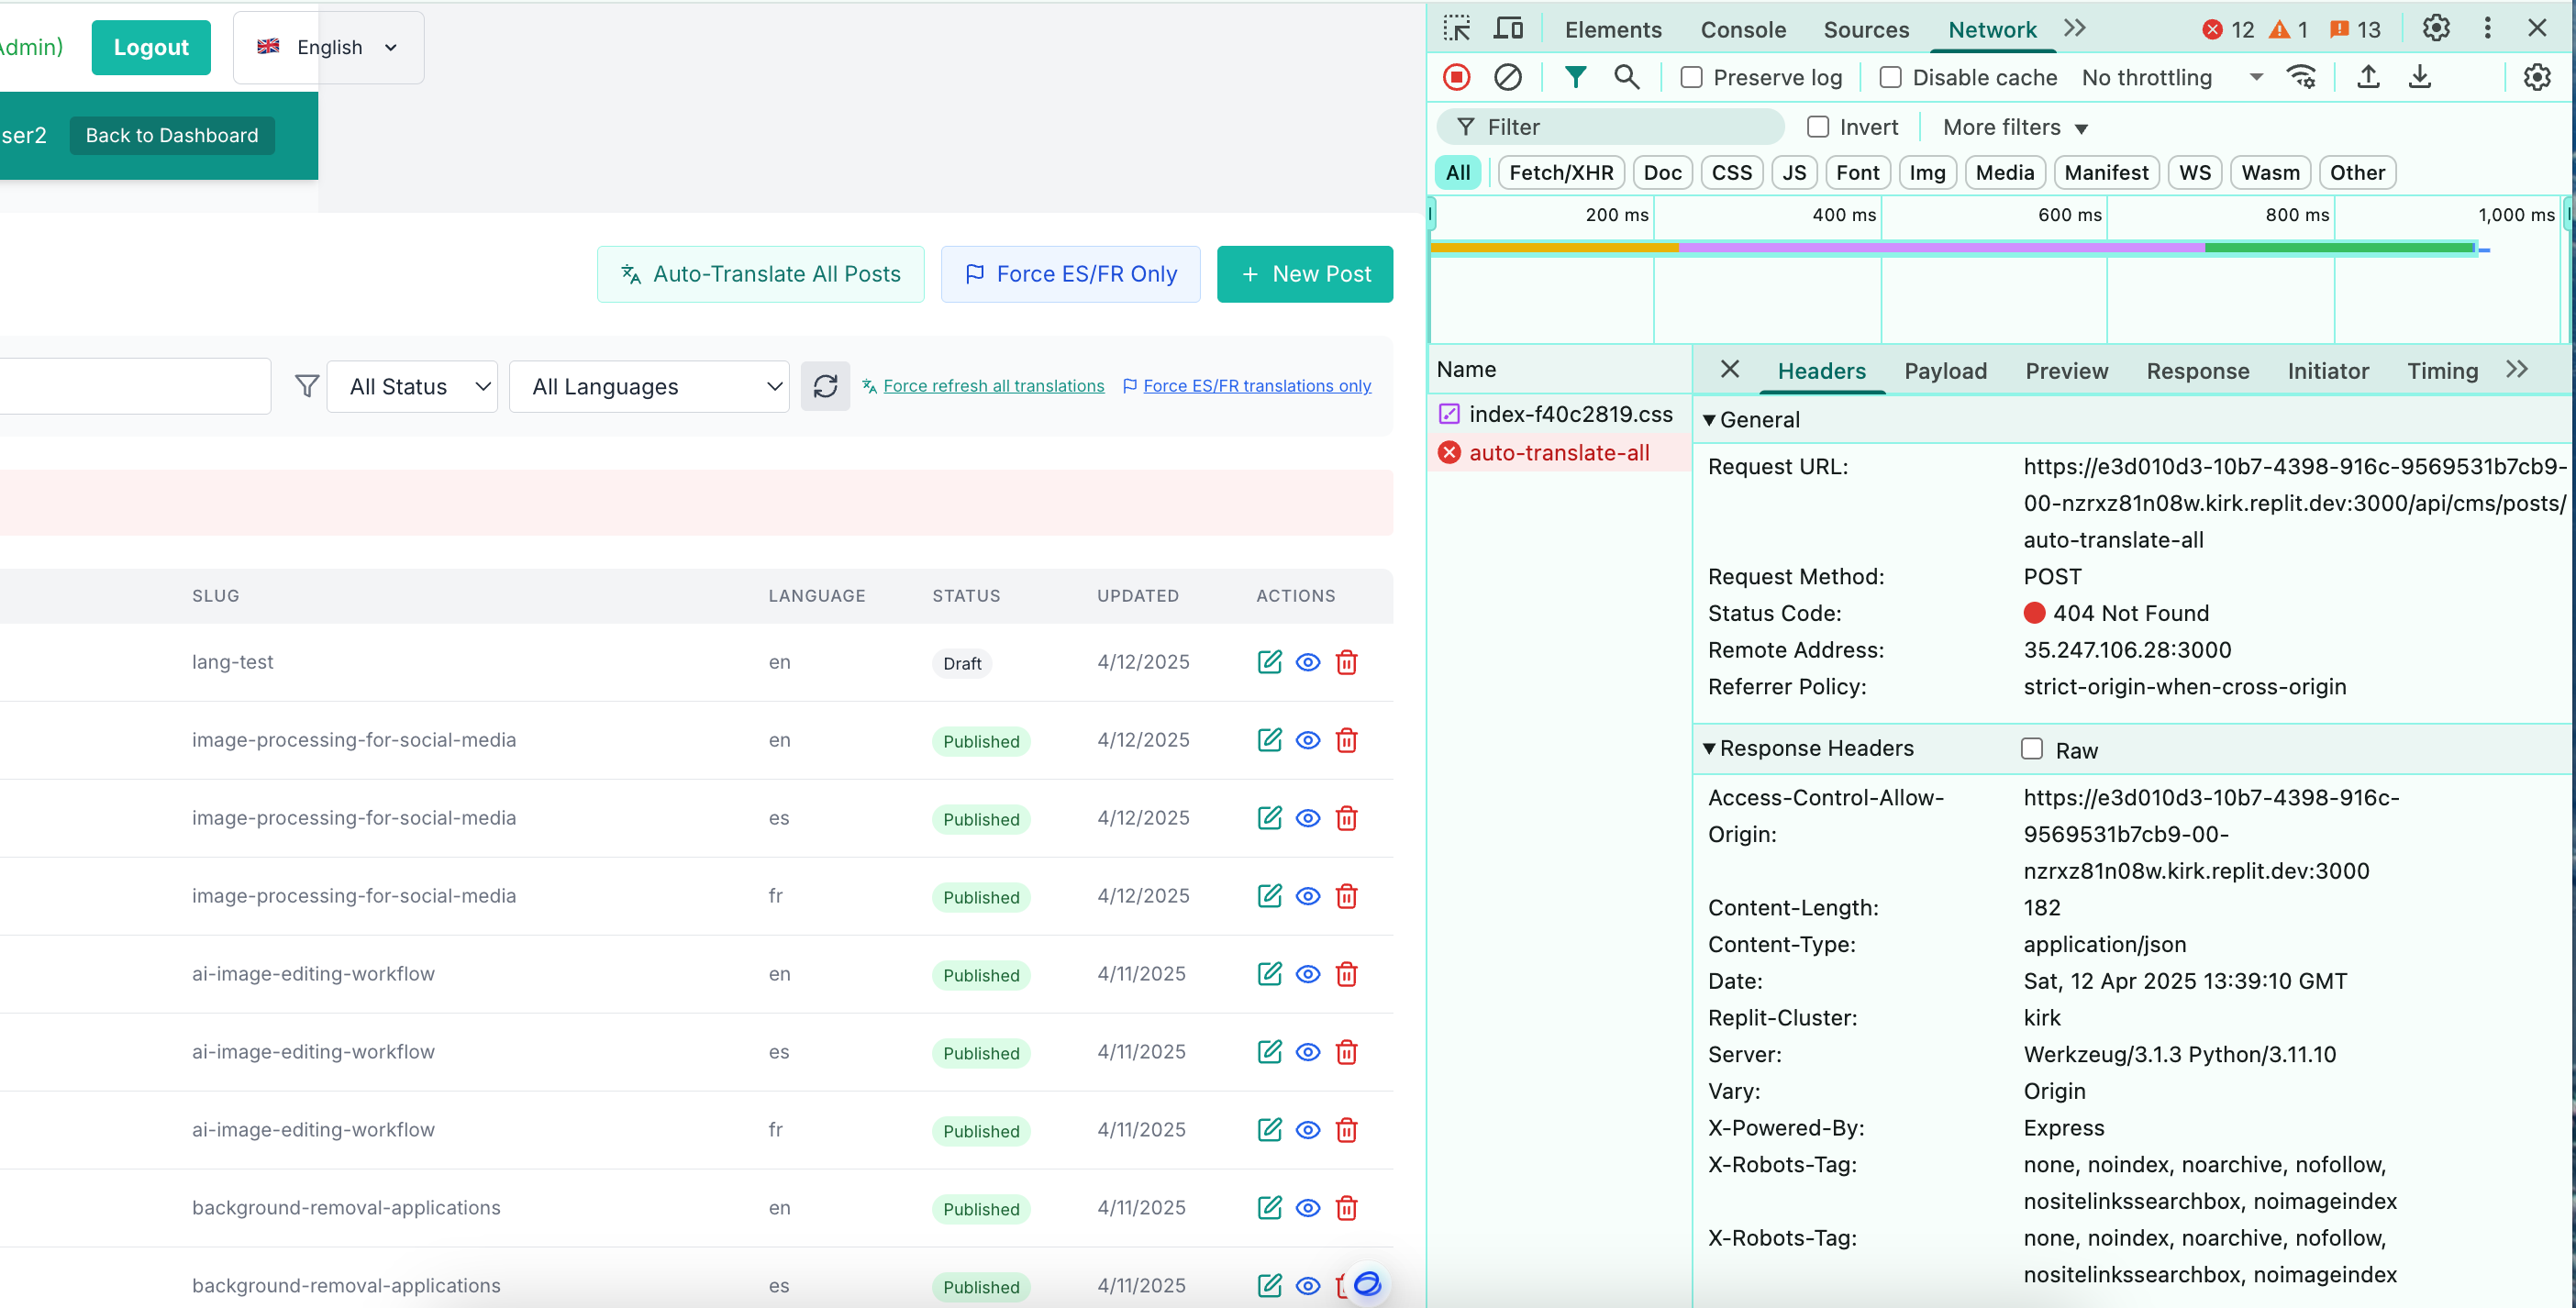 Admin)
Logout
English
ser2
Back to Dashboard
Auto-Translate All Posts
Force ES/FR Only
+ New Post
All Status
All Languages
Force refresh all translations
Force ES/FR translations only
SLUG LANGUAGE STATUS UPDATED ACTIONS
lang-test en Draft 4/12/2025
image-processing-for-social-media en Published 4/12/2025
image-processing-for-social-media es Published 4/12/2025
image-processing-for-social-media fr Published 4/12/2025
ai-image-editing-workflow en Published 4/11/2025
ai-image-editing-workflow es Published 4/11/2025
ai-image-editing-workflow fr Published 4/11/2025
background-removal-applications en Published 4/11/2025
background-removal-applications es Published 4/11/2025
Elements Console Sources Network 12 1 13
Preserve log Disable cache No throttling
Filter Invert More filters
All Fetch/XHR Doc CSS JS Font Img Media Manifest WS Wasm Other
200 ms 400 ms 600 ms 800 ms 1,000 ms
Name
index-f40c2819.css
auto-translate-all
Headers Payload Preview Response Initiator Timing
General
Request URL: https://e3d010d3-10b7-4398-916c-9569531b7cb9-
00-nzrxz81n08w.kirk.replit.dev:3000/api/cms/posts/
auto-translate-all
Request Method: POST
Status Code: 404 Not Found
Remote Address: 35.247.106.28:3000
Referrer Policy: strict-origin-when-cross-origin
Response Headers Raw
Access-Control-Allow- https://e3d010d3-10b7-4398-916c-
Origin: 9569531b7cb9-00-
nzrxz81n08w.kirk.replit.dev:3000
Content-Length: 182
Content-Type: application/json
Date: Sat, 12 Apr 2025 13:39:10 GMT
Replit-Cluster: kirk
Server: Werkzeug/3.1.3 Python/3.11.10
Vary: Origin
X-Powered-By: Express
X-Robots-Tag: none, noindex, noarchive, nofollow,
nositelinkssearchbox, noimageindex
X-Robots-Tag: none, noindex, noarchive, nofollow,
nositelinkssearchbox, noimageindex